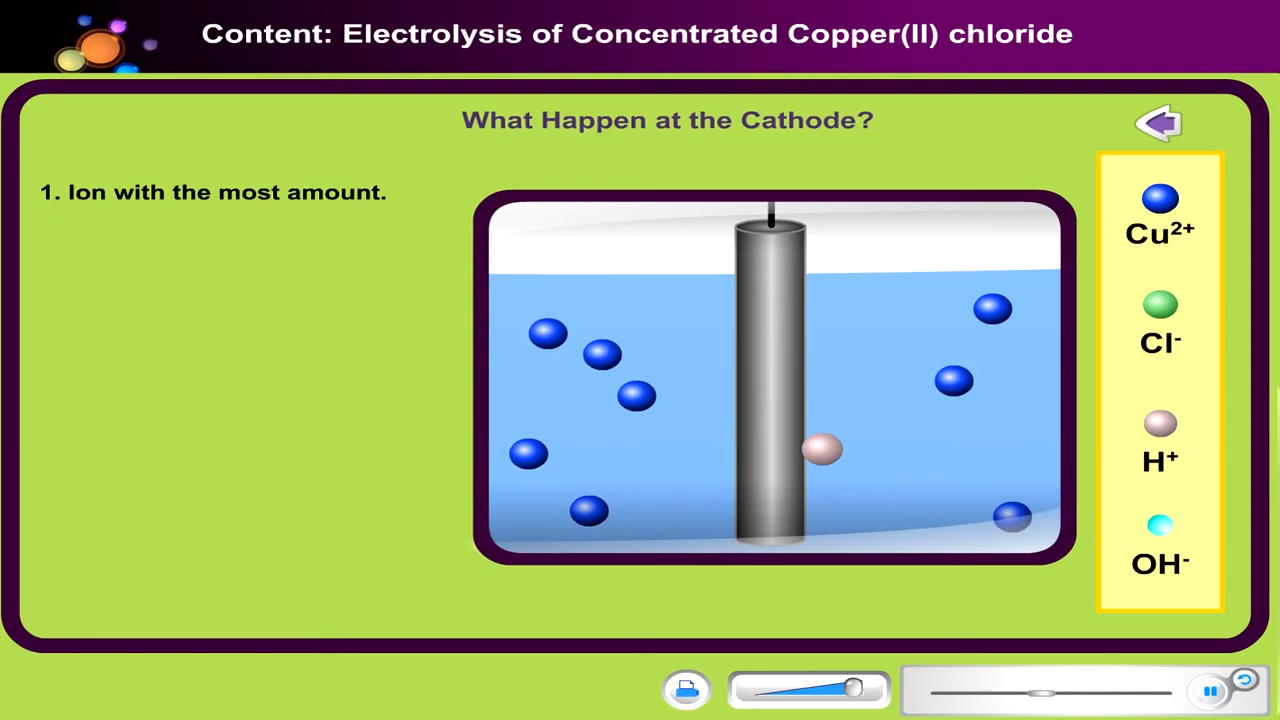 Content: Electrolysis of Concentrated Copper(II) chloride
What Happen at the Cathode?
1. Ion with the most amount.
Cu²⁺
Cl⁻
H⁺
OH⁻